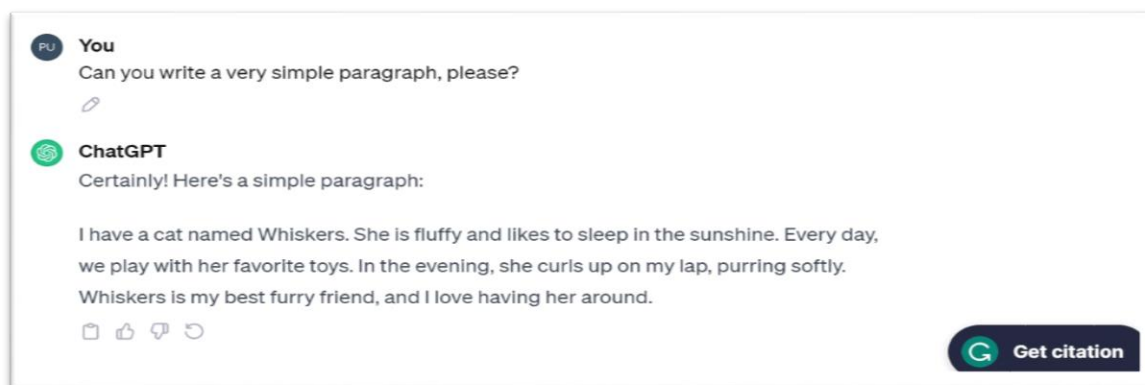 PU
You
Can you write a very simple paragraph, please?
ChatGPT
Certainly! Here's a simple paragraph:
I have a cat named Whiskers. She is fluffy and likes to sleep in the sunshine. Every day,
we play with her favorite toys. In the evening, she curls up on my lap, purring softly.
Whiskers is my best furry friend, and I love having her around.
Get citation